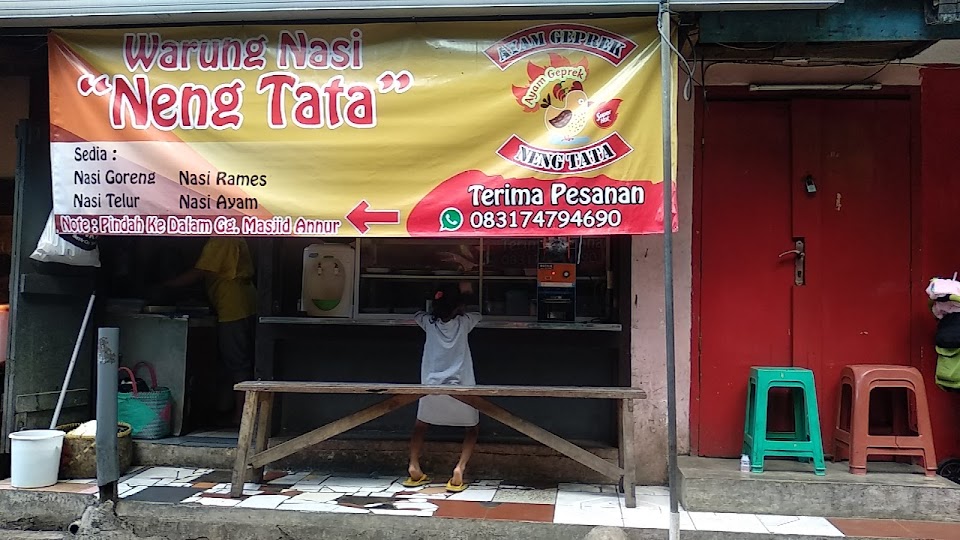 Warung Nasi
"Neng Tata"
Sedia :
Nasi Goreng Nasi Rames
Nasi Telur Nasi Ayam
Note : Pindah Ke Dalam Gg. Masjid Annur
AYAM GEPREK
Ayam Geprek
NENG TATA
Terima Pesanan
083174794690